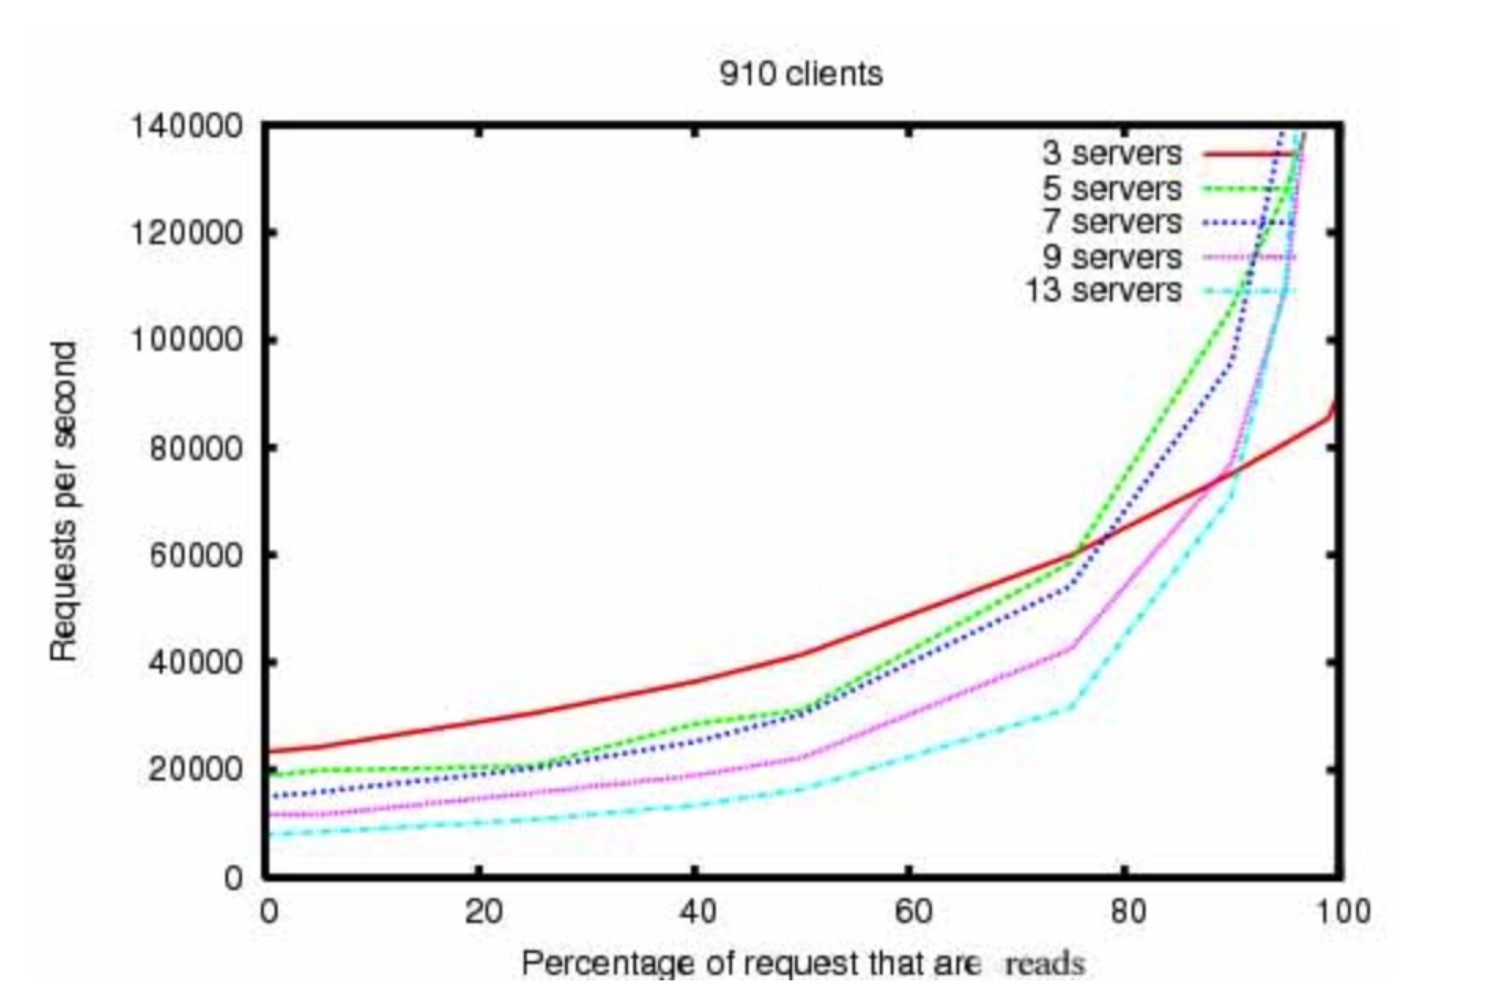 910 clients
140000
120000
100000
80000
60000
40000
20000
0
Requests per second
3 servers
5 servers
7 servers
9 servers
13 servers
0 20 40 60 80 100
Percentage of request that are reads